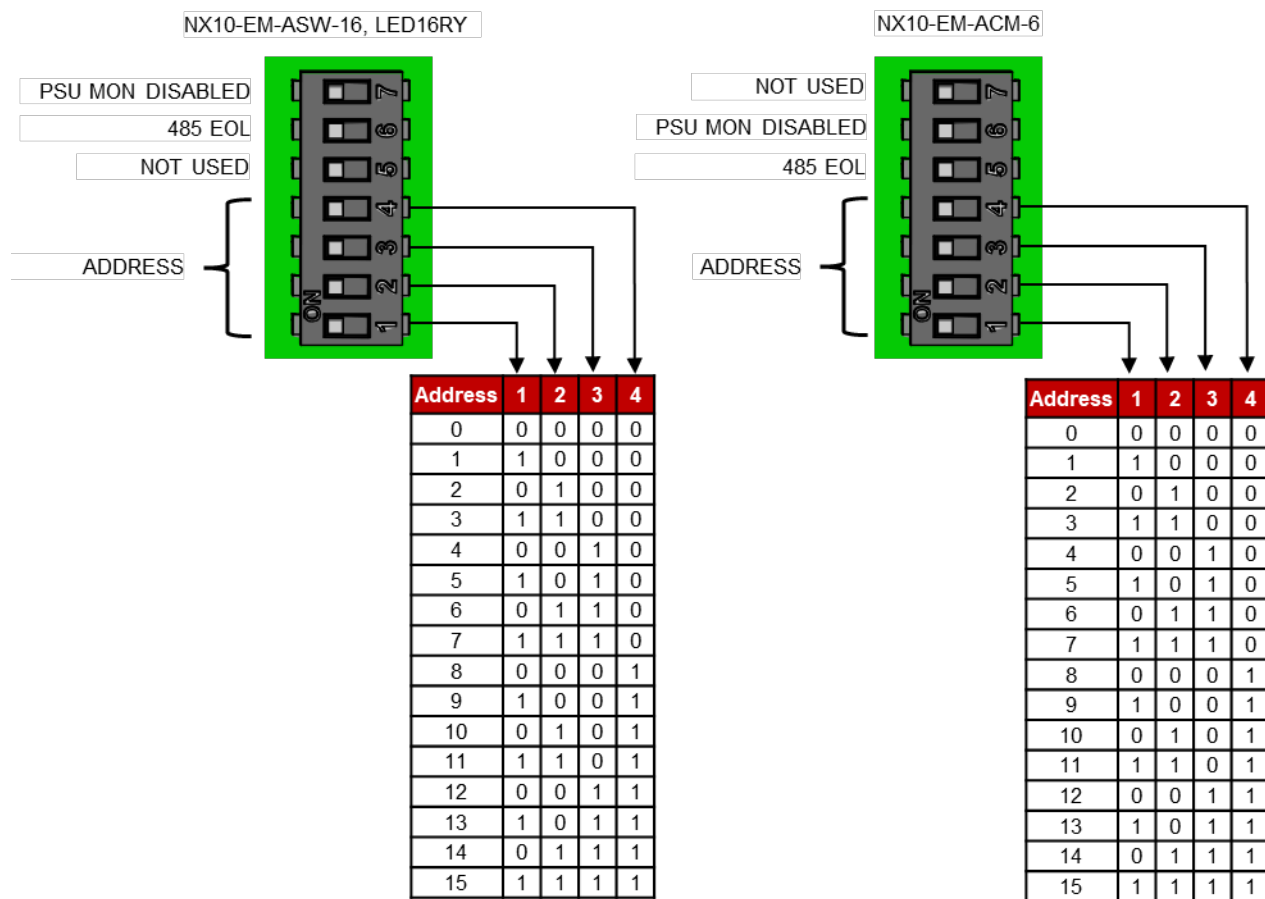 NX10-EM-ASW-16, LED16RY
PSU MON DISABLED
485 EOL
NOT USED
ADDRESS
7
6
5
4
3
2
1
ON
Address 1 2 3 4
0 0 0 0 0
1 1 0 0 0
2 0 1 0 0
3 1 1 0 0
4 0 0 1 0
5 1 0 1 0
6 0 1 1 0
7 1 1 1 0
8 0 0 0 1
9 1 0 0 1
10 0 1 0 1
11 1 1 0 1
12 0 0 1 1
13 1 0 1 1
14 0 1 1 1
15 1 1 1 1
NX10-EM-ACM-6
NOT USED
PSU MON DISABLED
485 EOL
ADDRESS
7
6
5
4
3
2
1
ON
Address 1 2 3 4
0 0 0 0 0
1 1 0 0 0
2 0 1 0 0
3 1 1 0 0
4 0 0 1 0
5 1 0 1 0
6 0 1 1 0
7 1 1 1 0
8 0 0 0 1
9 1 0 0 1
10 0 1 0 1
11 1 1 0 1
12 0 0 1 1
13 1 0 1 1
14 0 1 1 1
15 1 1 1 1